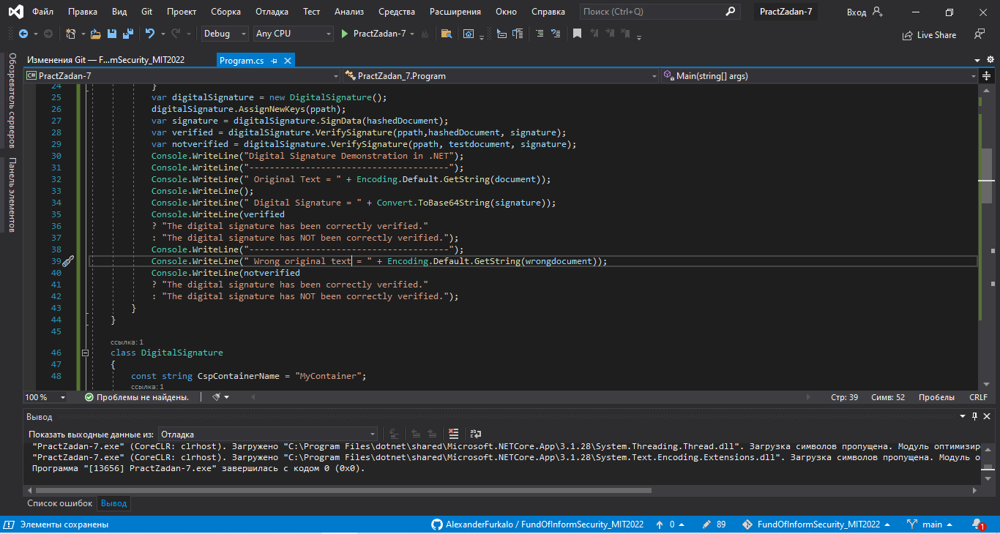 Файл Правка Вид Git Проект Сборка Отладка Тест Анализ Средства Расширения Окно Справка Поиск (Ctrl+Q) PractZadan-7 Вход
Debug Any CPU PractZadan-7 Live Share
Обозреватель серверов
Панель элементов
Изменения Git — F...mSecurity_MIT2022 Program.cs
C# PractZadan-7 PractZadan_7.Program Main(string[] args)
24 }
25 var digitalSignature = new DigitalSignature();
26 digitalSignature.AssignNewKeys(ppath);
27 var signature = digitalSignature.SignData(hashedDocument);
28 var verified = digitalSignature.VerifySignature(ppath,hashedDocument, signature);
29 var notverified = digitalSignature.VerifySignature(ppath, testdocument, signature);
30 Console.WriteLine("Digital Signature Demonstration in .NET");
31 Console.WriteLine("---------------------------------------");
32 Console.WriteLine(" Original Text = " + Encoding.Default.GetString(document));
33 Console.WriteLine();
34 Console.WriteLine(" Digital Signature = " + Convert.ToBase64String(signature));
35 Console.WriteLine(verified
36 ? "The digital signature has been correctly verified."
37 : "The digital signature has NOT been correctly verified.");
38 Console.WriteLine("---------------------------------------");
39 Console.WriteLine(" Wrong original text = " + Encoding.Default.GetString(wrongdocument));
40 Console.WriteLine(notverified
41 ? "The digital signature has been correctly verified."
42 : "The digital signature has NOT been correctly verified.");
43 }
44 }
45
ссылка: 1
46 class DigitalSignature
47 {
48 const string CspContainerName = "MyContainer";
ссылка: 1
100 % Проблемы не найдены. Стр: 39 Симв: 52 Пробелы CRLF
Вывод
Показать выходные данные из: Отладка
"PractZadan-7.exe" (CoreCLR: clrhost). Загружено "C:\Program Files\dotnet\shared\Microsoft.NETCore.App\3.1.28\System.Threading.Thread.dll". Загрузка символов пропущена. Модуль оптимизир
"PractZadan-7.exe" (CoreCLR: clrhost). Загружено "C:\Program Files\dotnet\shared\Microsoft.NETCore.App\3.1.28\System.Text.Encoding.Extensions.dll". Загрузка символов пропущена. Модуль о
Программа "[13656] PractZadan-7.exe" завершилась с кодом 0 (0x0).
Список ошибок Вывод
Элементы сохранены AlexanderFurkalo / FundOfInformSecurity_MIT2022 0 89 FundOfInformSecurity_MIT2022 main 1